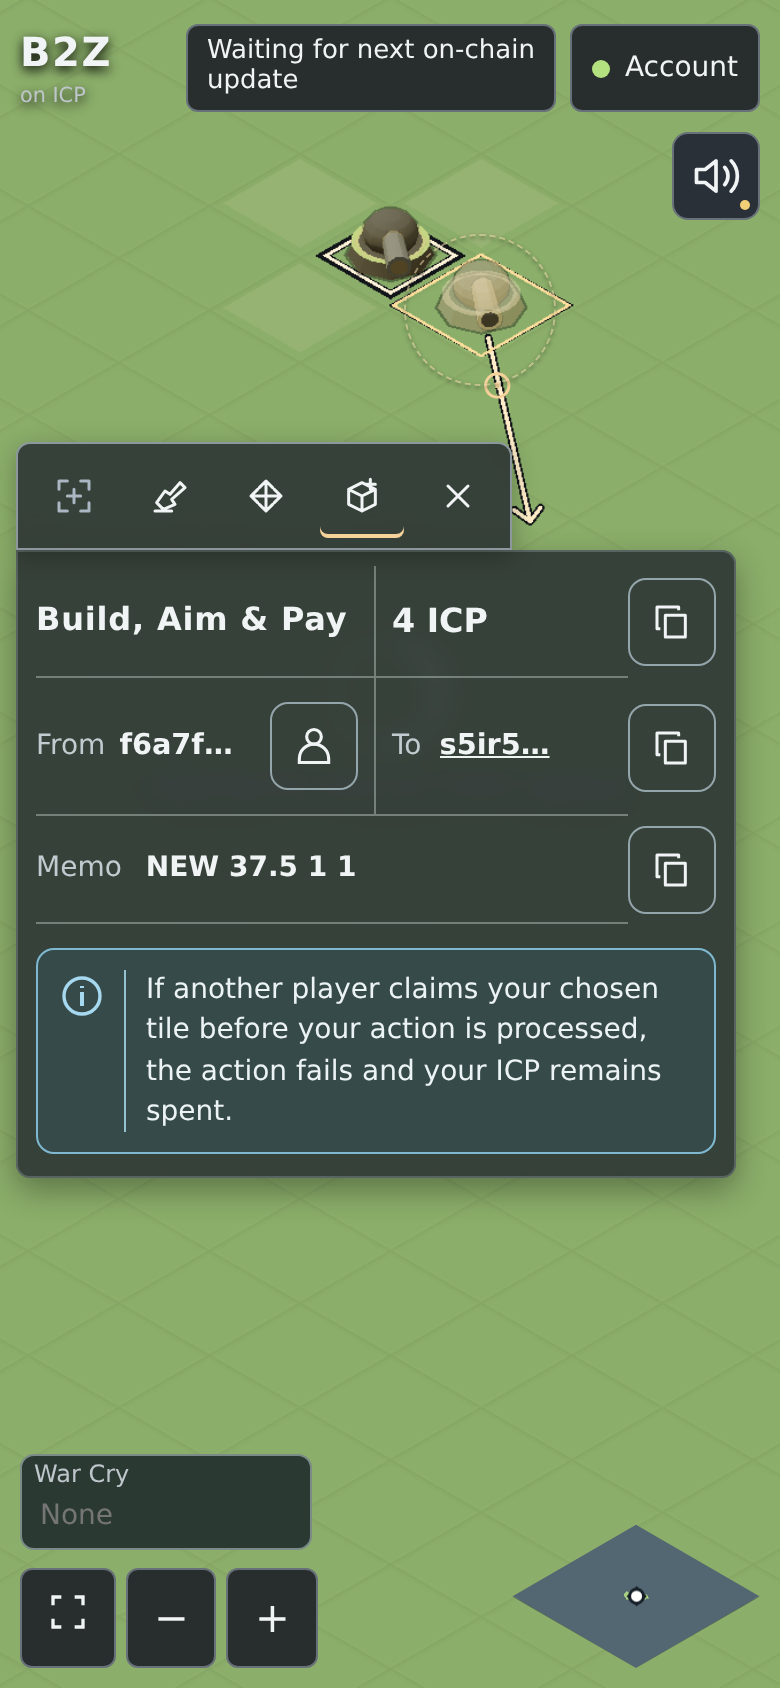 B2Z
on ICP
Waiting for next on-chain
update
Account
Build, Aim & Pay
4 ICP
From f6a7f...
To s5ir5...
Memo NEW 37.5 1 1
If another player claims your chosen
tile before your action is processed,
the action fails and your ICP remains
spent.
War Cry
None